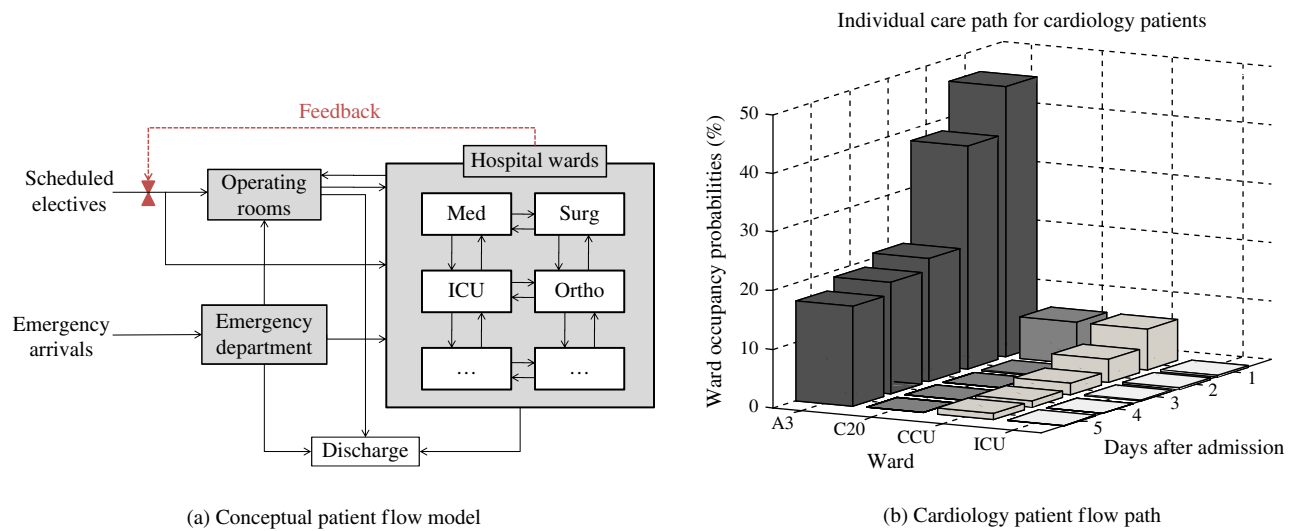 Feedback
Scheduled
electives
Operating
rooms
Hospital wards
Med
Surg
ICU
Ortho
…
…
Emergency
arrivals
Emergency
department
Discharge
(a) Conceptual patient flow model
Individual care path for cardiology patients
Ward occupancy probabilities (%)
50
40
30
20
10
0
A3
C20
CCU
ICU
Ward
5
4
3
2
1
Days after admission
(b) Cardiology patient flow path